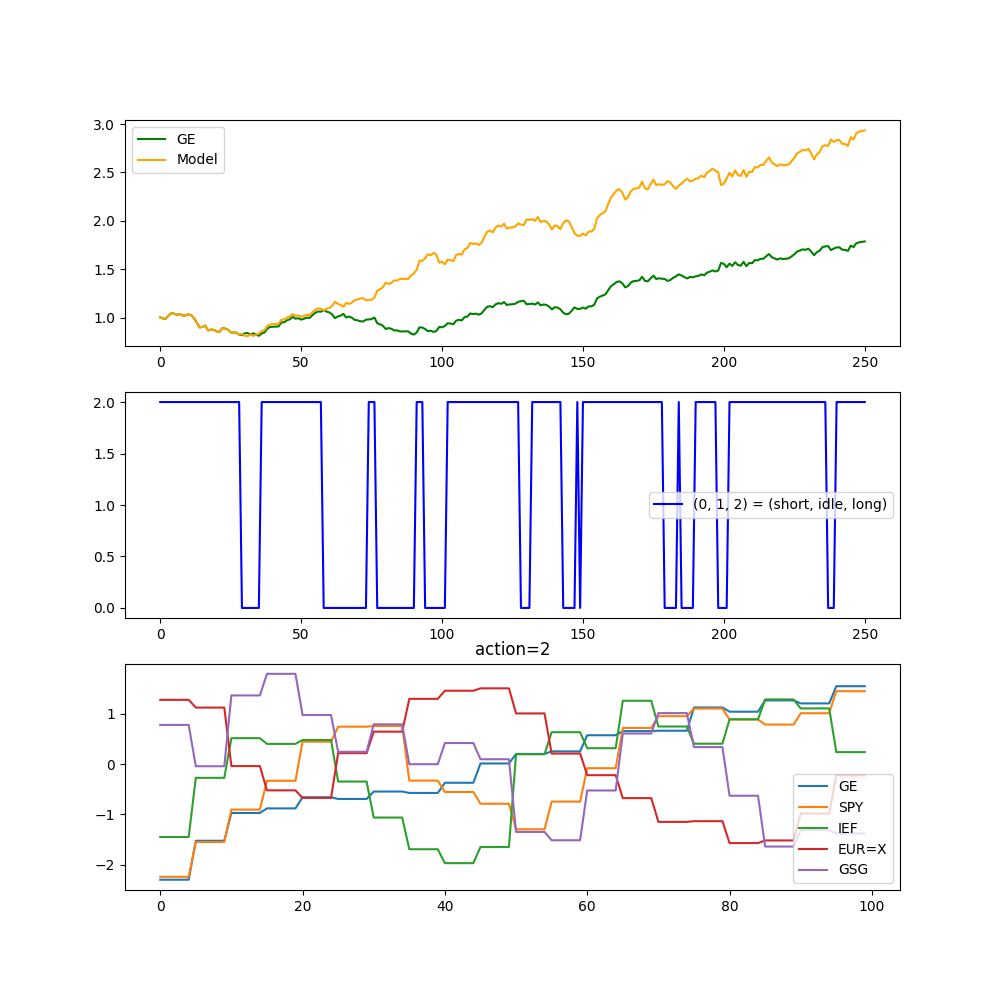 3.0
2.5
2.0
1.5
1.0
GE
Model
0 50 100 150 200 250
2.0
1.5
1.0
0.5
0.0
(0, 1, 2) = (short, idle, long)
0 50 100 150 200 250
action=2
1
0
−1
−2
GE
SPY
IEF
EUR=X
GSG
0 20 40 60 80 100